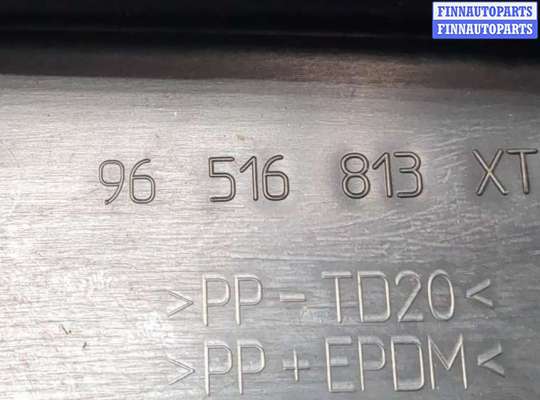 FINNAUTOPARTS
FINNAUTOPARTS
96 516 813 XT
>PP-TD20<
>PP+EPDM<